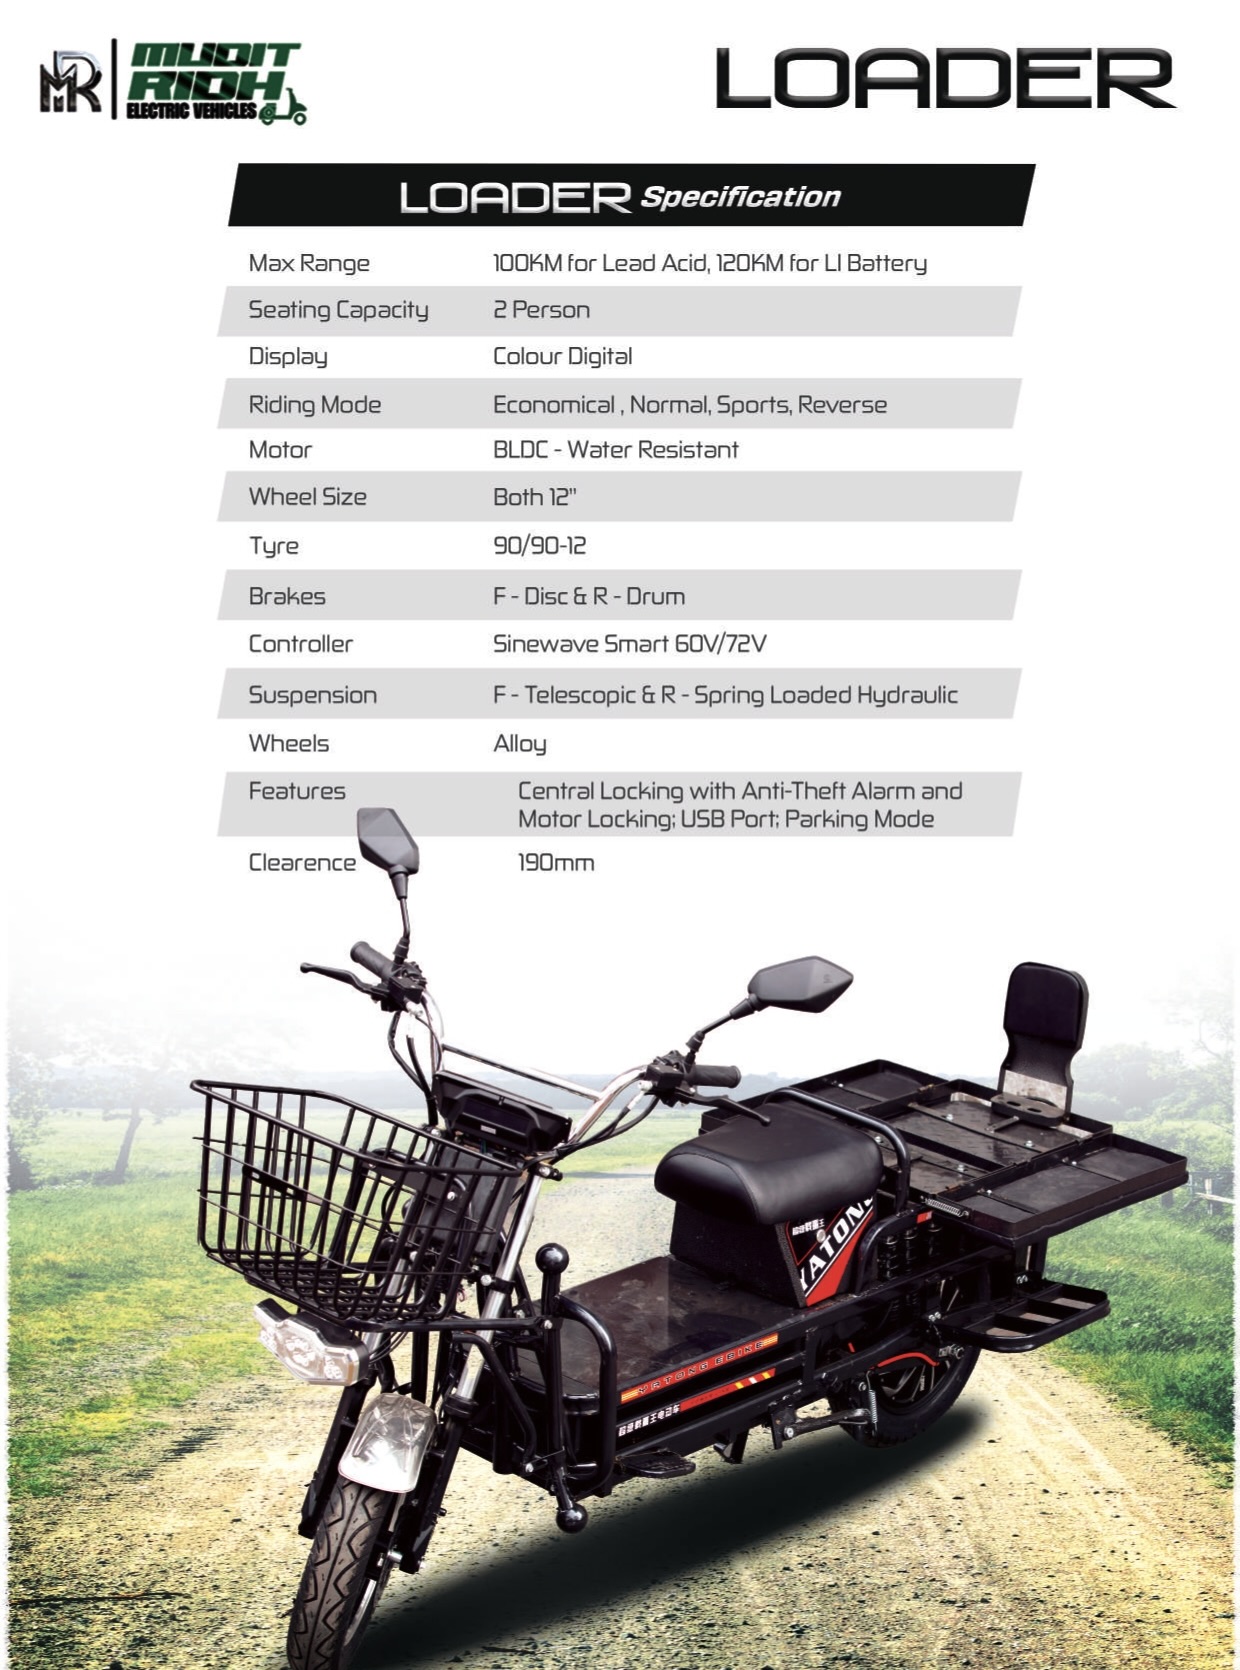 MR
MUDIT
RIDH
ELECTRIC VEHICLES
LOADER
LOADER Specification
Max Range 100KM for Lead Acid, 120KM for LI Battery
Seating Capacity 2 Person
Display Colour Digital
Riding Mode Economical , Normal, Sports, Reverse
Motor BLDC - Water Resistant
Wheel Size Both 12”
Tyre 90/90-12
Brakes F - Disc & R - Drum
Controller Sinewave Smart 60V/72V
Suspension F - Telescopic & R - Spring Loaded Hydraulic
Wheels Alloy
Features Central Locking with Anti-Theft Alarm and
Motor Locking; USB Port; Parking Mode
Clearence 190mm
YATONG
YATONG EBIKE